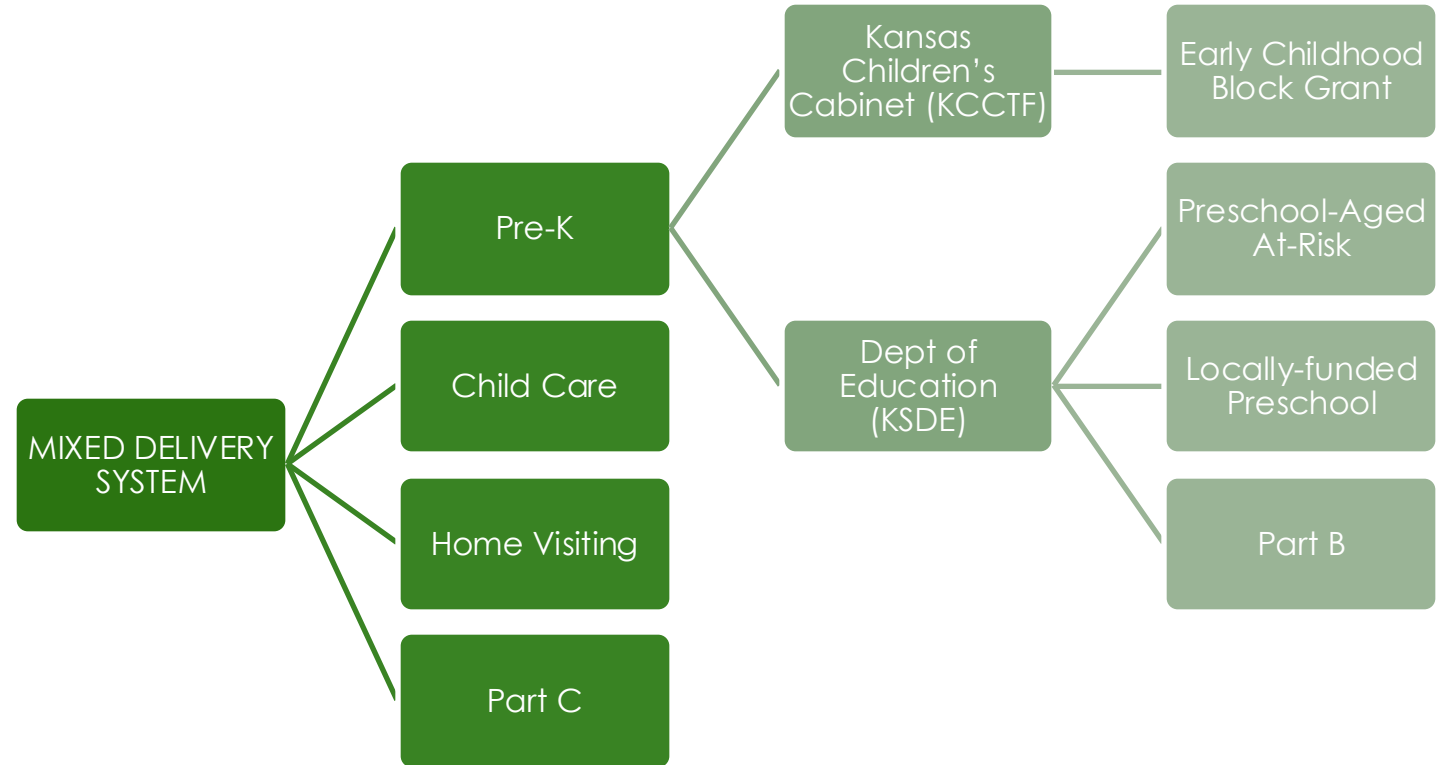 MIXED DELIVERY
SYSTEM
Pre-K
Child Care
Home Visiting
Part C
Kansas
Children’s
Cabinet (KCCTF)
Dept of
Education
(KSDE)
Early Childhood
Block Grant
Preschool-Aged
At-Risk
Locally-funded
Preschool
Part B